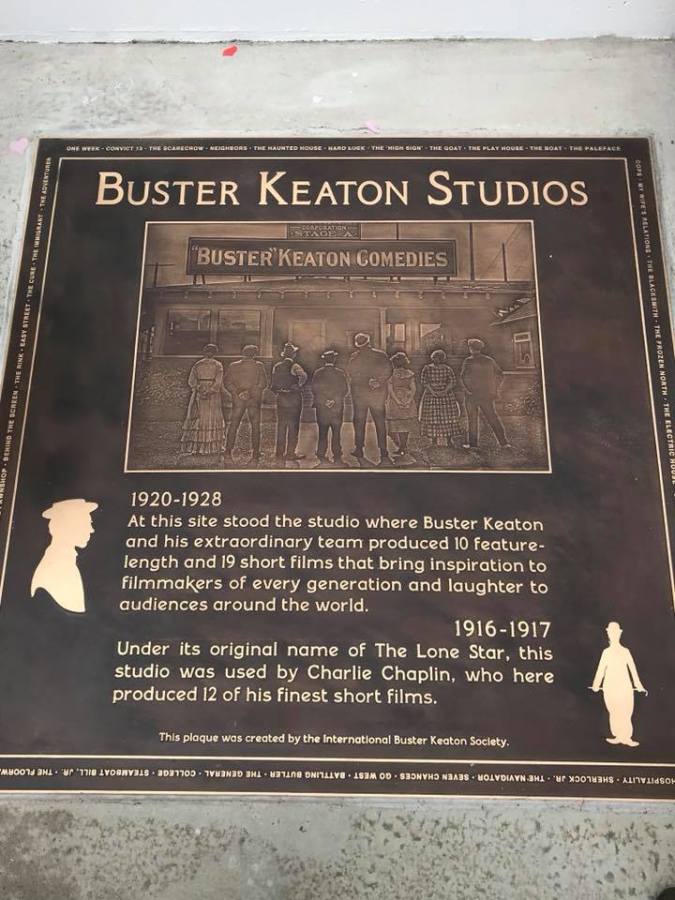 ONE WEEK · CONVICT 13 · THE SCARECROW · NEIGHBORS · THE HAUNTED HOUSE · HARD LUCK · THE 'HIGH SIGN' · THE GOAT · THE PLAY HOUSE · THE BOAT · THE PALEFACE
BUSTER KEATON STUDIOS
CORPORATION
STAGE-A
"BUSTER" KEATON COMEDIES
1920-1928
At this site stood the studio where Buster Keaton
and his extraordinary team produced 10 feature-
length and 19 short films that bring inspiration to
filmmakers of every generation and laughter to
audiences around the world.
1916-1917
Under its original name of The Lone Star, this
studio was used by Charlie Chaplin, who here
produced 12 of his finest short films.
This plaque was created by the International Buster Keaton Society.
COPS · MY WIFE'S RELATIONS · THE BLACKSMITH · THE FROZEN NORTH · THE ELECTRIC HOUSE
HOSPITALITY · SHERLOCK JR. · THE NAVIGATOR · SEVEN CHANCES · GO WEST · BATTLING BUTLER · THE GENERAL · COLLEGE · STEAMBOAT BILL, JR. · THE FLOORW
AWNSHOP · BEHIND THE SCREEN · THE RINK · EASY STREET · THE CURE · THE IMMIGRANT · THE ADVENTURER